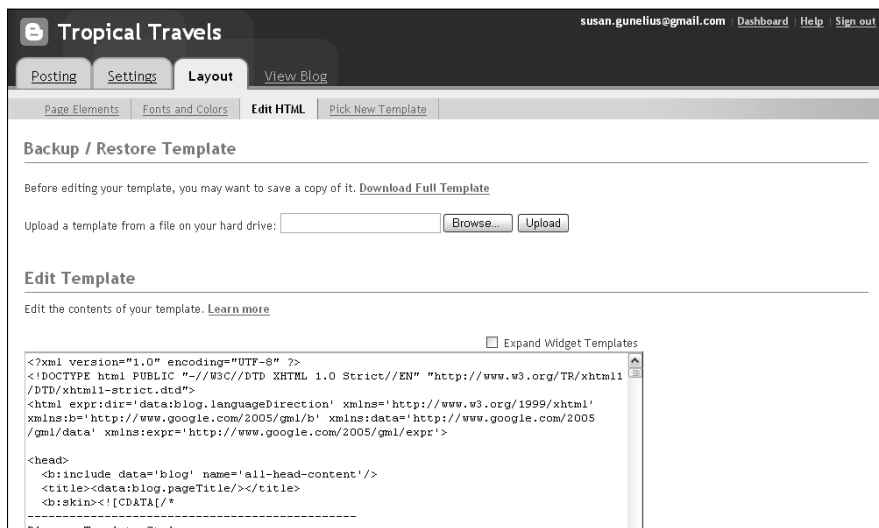 susan.gunelius@gmail.com | Dashboard | Help | Sign out
Tropical Travels
Posting Settings Layout View Blog
Page Elements Fonts and Colors Edit HTML Pick New Template
Backup / Restore Template
Before editing your template, you may want to save a copy of it. Download Full Template
Upload a template from a file on your hard drive: Browse... Upload
Edit Template
Edit the contents of your template. Learn more
Expand Widget Templates
<?xml version="1.0" encoding="UTF-8" ?>
<!DOCTYPE html PUBLIC "-//W3C//DTD XHTML 1.0 Strict//EN" "http://www.w3.org/TR/xhtml1
/DTD/xhtml1-strict.dtd">
<html expr:dir='data:blog.languageDirection' xmlns='http://www.w3.org/1999/xhtml'
xmlns:b='http://www.google.com/2005/gml/b' xmlns:data='http://www.google.com/2005
/gml/data' xmlns:expr='http://www.google.com/2005/gml/expr'>
<head>
<b:include data='blog' name='all-head-content'/>
<title><data:blog.pageTitle/></title>
<b:skin><![CDATA[/*
-----------------------------------------------